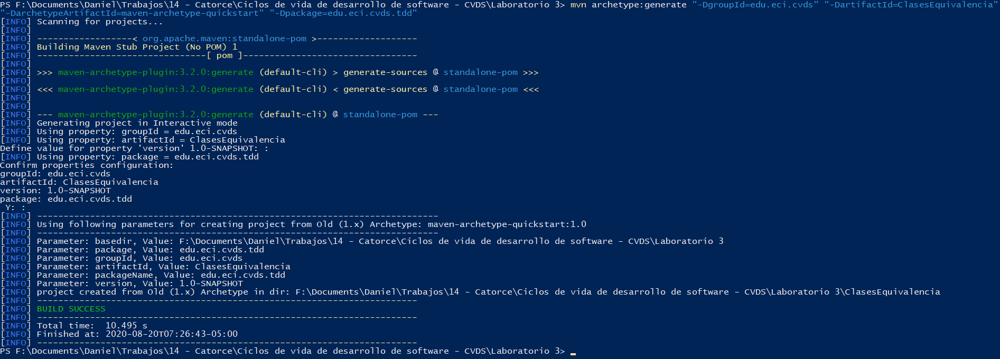 PS F:\Documents\Daniel\Trabajos\14 - Catorce\Ciclos de vida de desarrollo de software - CVDS\Laboratorio 3> mvn archetype:generate "-DgroupId=edu.eci.cvds" "-DartifactId=ClasesEquivalencia"
"-DarchetypeArtifactId=maven-archetype-quickstart" "-Dpackage=edu.eci.cvds.tdd"
[INFO] Scanning for projects...
[INFO]
[INFO] ------------------< org.apache.maven:standalone-pom >-------------------
[INFO] Building Maven Stub Project (No POM) 1
[INFO] --------------------------------[ pom ]---------------------------------
[INFO]
[INFO] >>> maven-archetype-plugin:3.2.0:generate (default-cli) > generate-sources @ standalone-pom >>>
[INFO]
[INFO] <<< maven-archetype-plugin:3.2.0:generate (default-cli) < generate-sources @ standalone-pom <<<
[INFO]
[INFO]
[INFO] --- maven-archetype-plugin:3.2.0:generate (default-cli) @ standalone-pom ---
[INFO] Generating project in Interactive mode
[INFO] Using property: groupId = edu.eci.cvds
[INFO] Using property: artifactId = ClasesEquivalencia
Define value for property 'version' 1.0-SNAPSHOT: :
[INFO] Using property: package = edu.eci.cvds.tdd
Confirm properties configuration:
groupId: edu.eci.cvds
artifactId: ClasesEquivalencia
version: 1.0-SNAPSHOT
package: edu.eci.cvds.tdd
 Y: :
[INFO] ----------------------------------------------------------------------------
[INFO] Using following parameters for creating project from Old (1.x) Archetype: maven-archetype-quickstart:1.0
[INFO] ----------------------------------------------------------------------------
[INFO] Parameter: basedir, Value: F:\Documents\Daniel\Trabajos\14 - Catorce\Ciclos de vida de desarrollo de software - CVDS\Laboratorio 3
[INFO] Parameter: package, Value: edu.eci.cvds.tdd
[INFO] Parameter: groupId, Value: edu.eci.cvds
[INFO] Parameter: artifactId, Value: ClasesEquivalencia
[INFO] Parameter: packageName, Value: edu.eci.cvds.tdd
[INFO] Parameter: version, Value: 1.0-SNAPSHOT
[INFO] project created from Old (1.x) Archetype in dir: F:\Documents\Daniel\Trabajos\14 - Catorce\Ciclos de vida de desarrollo de software - CVDS\Laboratorio 3\ClasesEquivalencia
[INFO] ------------------------------------------------------------------------
[INFO] BUILD SUCCESS
[INFO] ------------------------------------------------------------------------
[INFO] Total time:  10.495 s
[INFO] Finished at: 2020-08-20T07:26:43-05:00
[INFO] ------------------------------------------------------------------------
PS F:\Documents\Daniel\Trabajos\14 - Catorce\Ciclos de vida de desarrollo de software - CVDS\Laboratorio 3> _